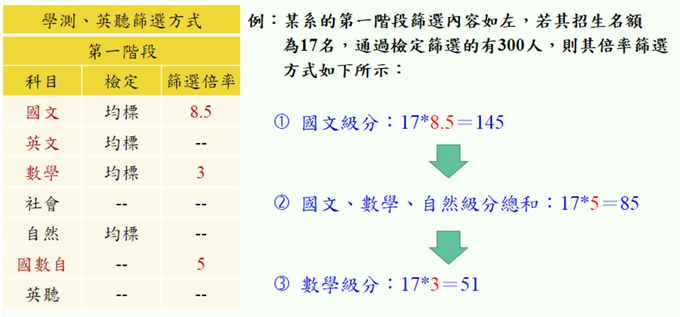 學測、英聽篩選方式
第一階段
科目 檢定 篩選倍率
國文 均標 8.5
英文 均標 --
數學 均標 3
社會 -- --
自然 均標 --
國數自 -- 5
英聽 -- --
例：某系的第一階段篩選內容如左，若其招生名額
為17名，通過檢定篩選的有300人，則其倍率篩選
方式如下所示：
① 國文級分：17*8.5＝145
② 國文、數學、自然級分總和：17*5＝85
③ 數學級分：17*3＝51